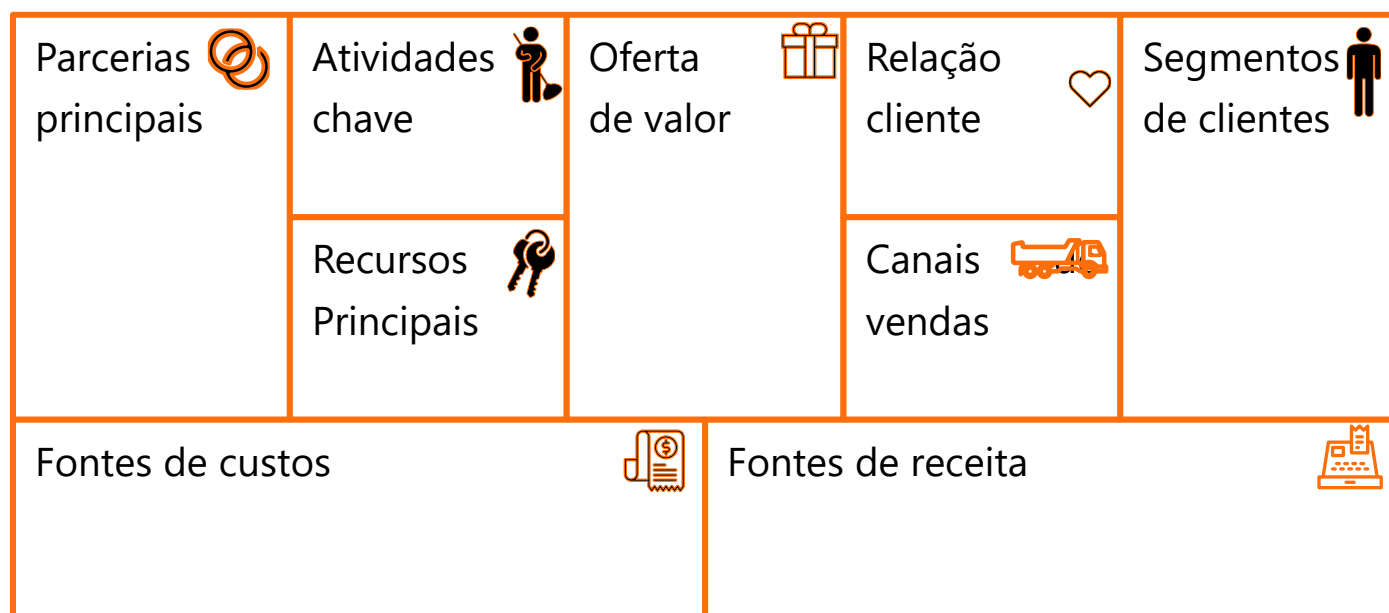 Parcerias
principais
Atividades
chave
Oferta
de valor
Relação
cliente
Segmentos
de clientes
Recursos
Principais
Canais
vendas
Fontes de custos
Fontes de receita